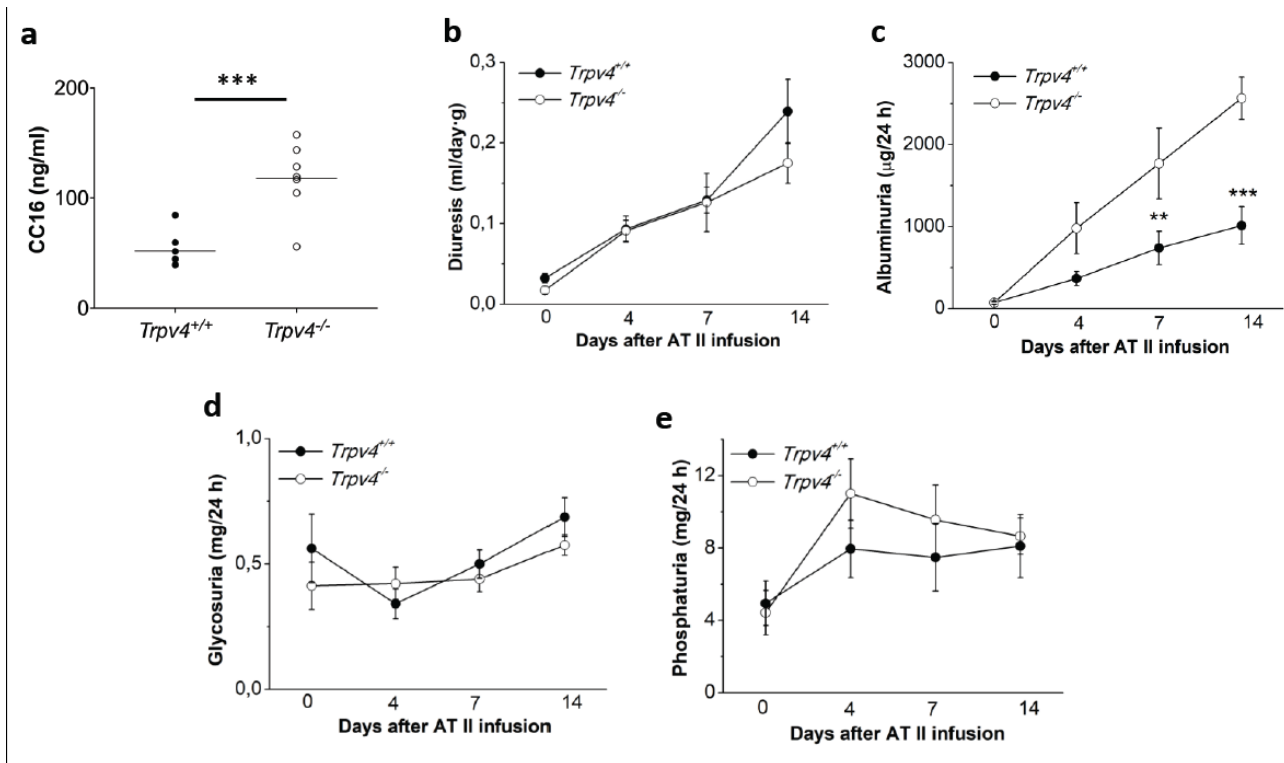 a
***
200
100
0
CC16 (ng/ml)
Trpv4+/+
Trpv4-/-
b
Trpv4+/+
Trpv4-/-
0,3
0,2
0,1
0,0
Diuresis (ml/day·g)
0 4 7 14
Days after AT II infusion
c
Trpv4+/+
Trpv4-/-
3000
2000
1000
0
Albuminuria (µg/24 h)
**
***
0 4 7 14
Days after AT II infusion
d
Trpv4+/+
Trpv4-/-
1,0
0,5
0,0
Glycosuria (mg/24 h)
0 4 7 14
Days after AT II infusion
e
Trpv4+/+
Trpv4-/-
12
8
4
0
Phosphaturia (mg/24 h)
0 4 7 14
Days after AT II infusion